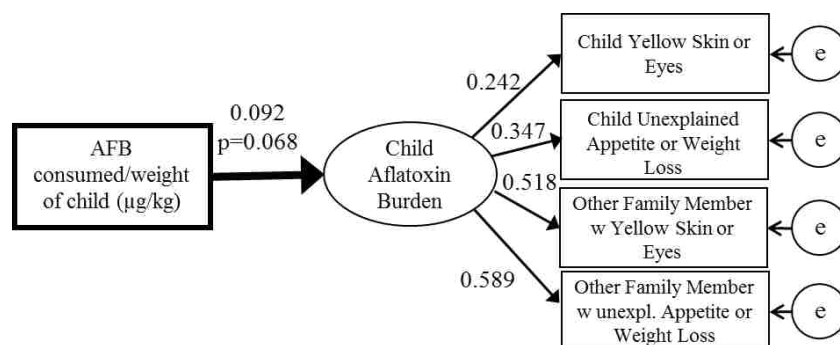 AFB
consumed/weight
of child (µg/kg)
0.092
p=0.068
Child
Aflatoxin
Burden
0.242
0.347
0.518
0.589
Child Yellow Skin or
Eyes
Child Unexplained
Appetite or Weight
Loss
Other Family Member
w Yellow Skin or
Eyes
Other Family Member
w unexpl. Appetite or
Weight Loss
e
e
e
e